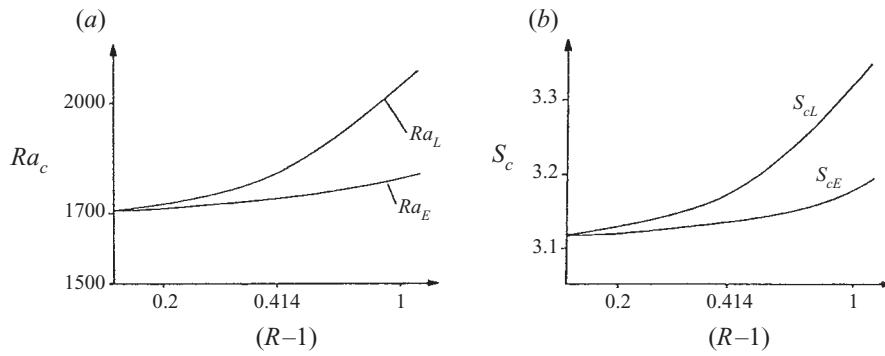 (a)
2000
Ra_c
1700
1500
Ra_L
Ra_E
0.2
0.414
1
(R–1)
(b)
3.3
S_c
3.2
3.1
S_cL
S_cE
0.2
0.414
1
(R–1)